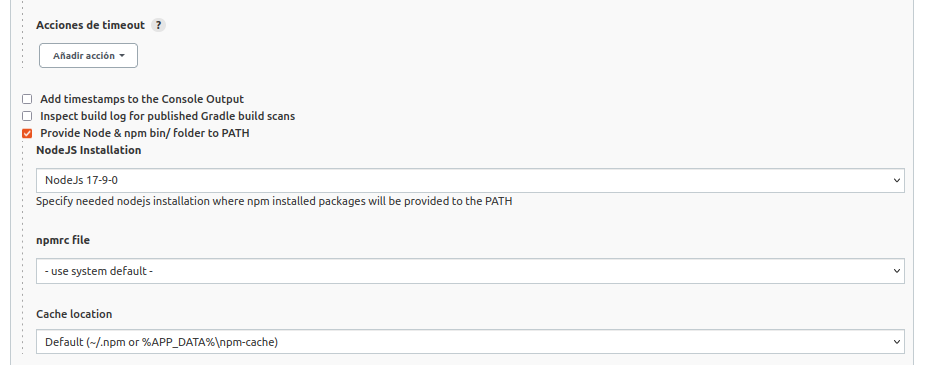 Acciones de timeout ?
Añadir acción
Add timestamps to the Console Output
Inspect build log for published Gradle build scans
Provide Node & npm bin/ folder to PATH
NodeJS Installation
NodeJs 17-9-0
Specify needed nodejs installation where npm installed packages will be provided to the PATH
npmrc file
- use system default -
Cache location
Default (~/.npm or %APP_DATA%\npm-cache)